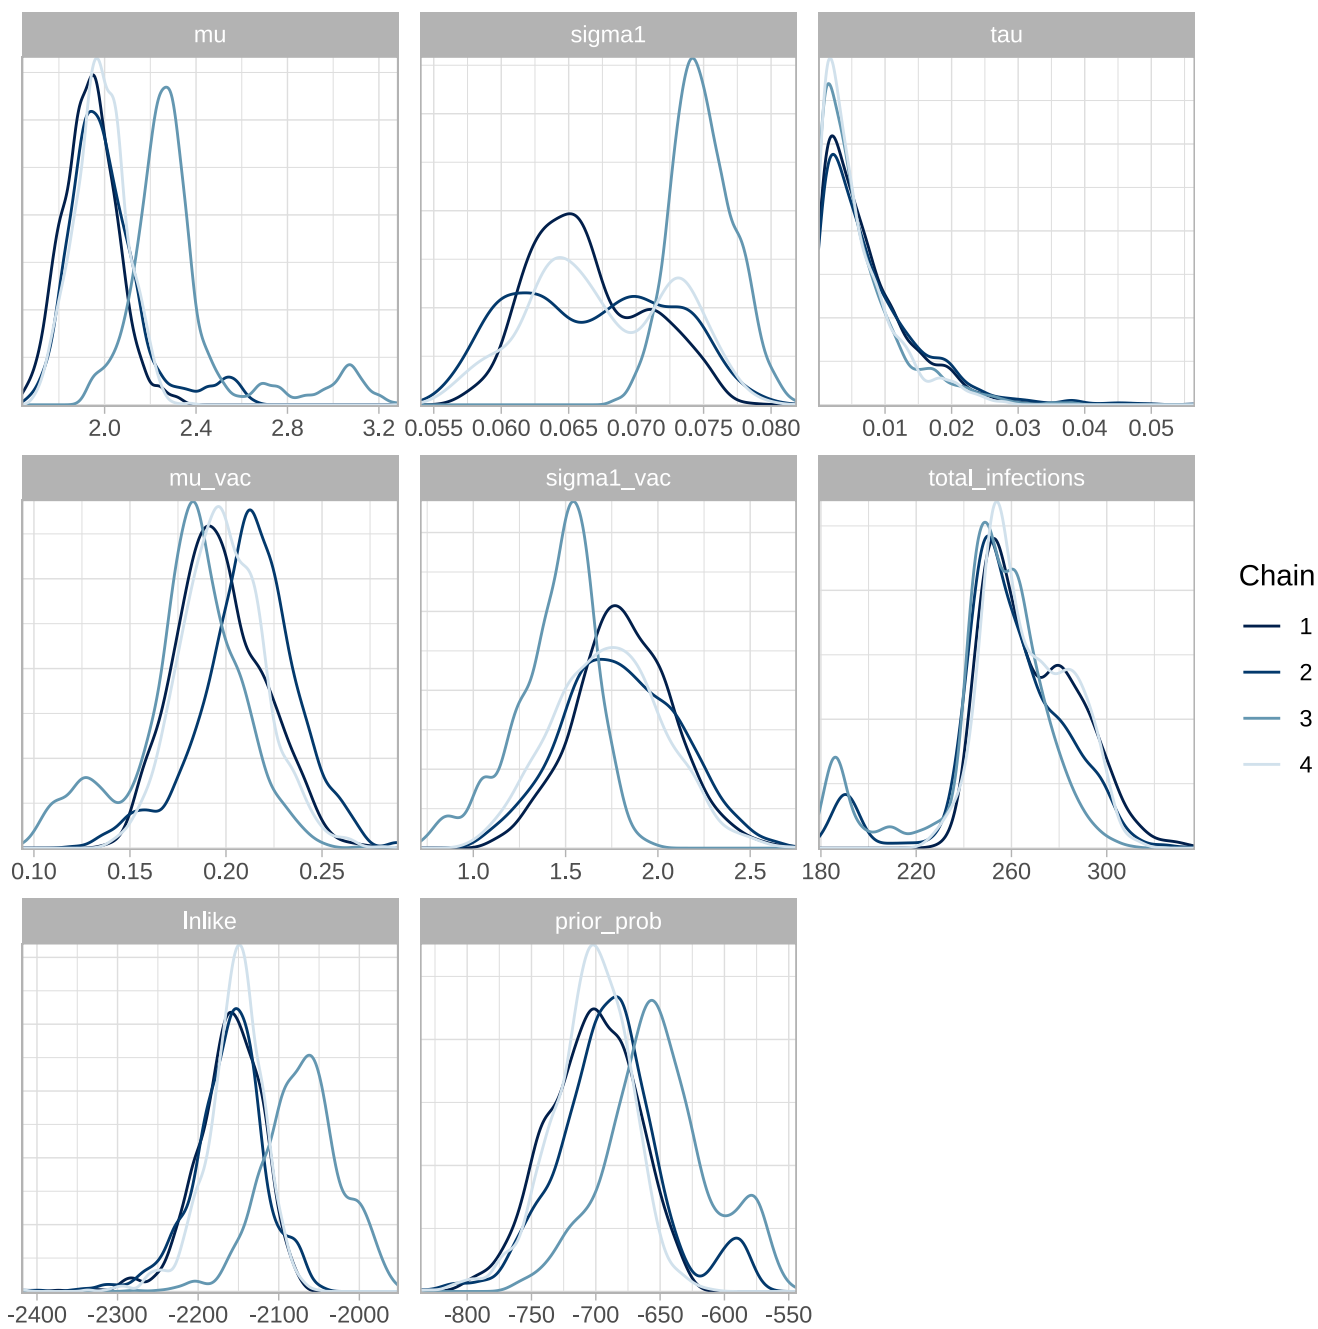 mu sigma1 tau
2.0 2.4 2.8 3.2 0.055 0.060 0.065 0.070 0.075 0.080 0.01 0.02 0.03 0.04 0.05
mu_vac sigma1_vac total_infections
0.10 0.15 0.20 0.25 1.0 1.5 2.0 2.5 180 220 260 300
Chain
1
2
3
4
lnlike prior_prob
-2400 -2300 -2200 -2100 -2000 -800 -750 -700 -650 -600 -550